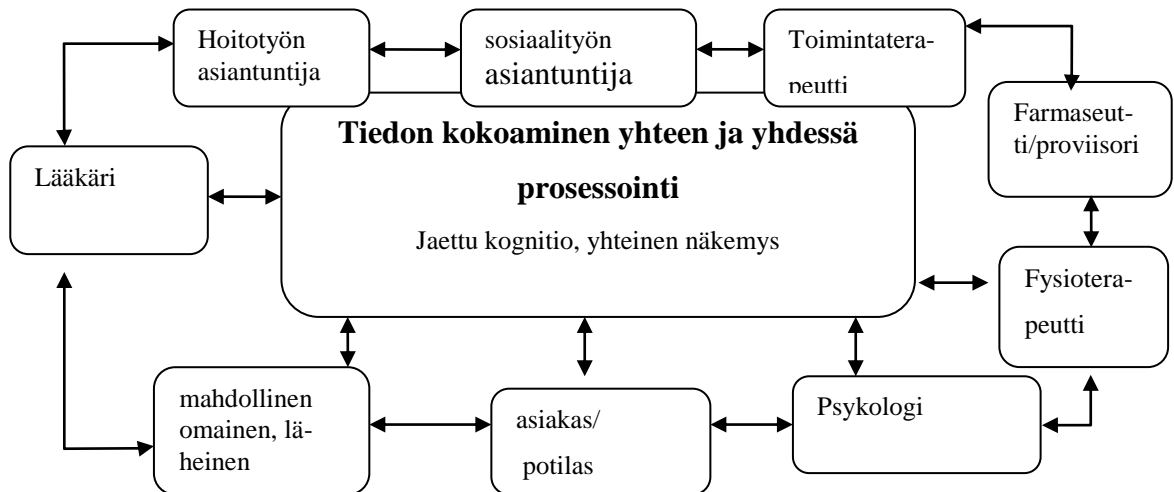 Hoitotyön
asiantuntija
sosiaalityön
asiantuntija
Toimintatera-
peutti
Farmaseut-
ti/proviisori
Lääkäri
Tiedon kokoaminen yhteen ja yhdessä
prosessointi
Jaettu kognitio, yhteinen näkemys
Fysiotera-
peutti
mahdollinen
omainen, lä-
heinen
asiakas/
potilas
Psykologi